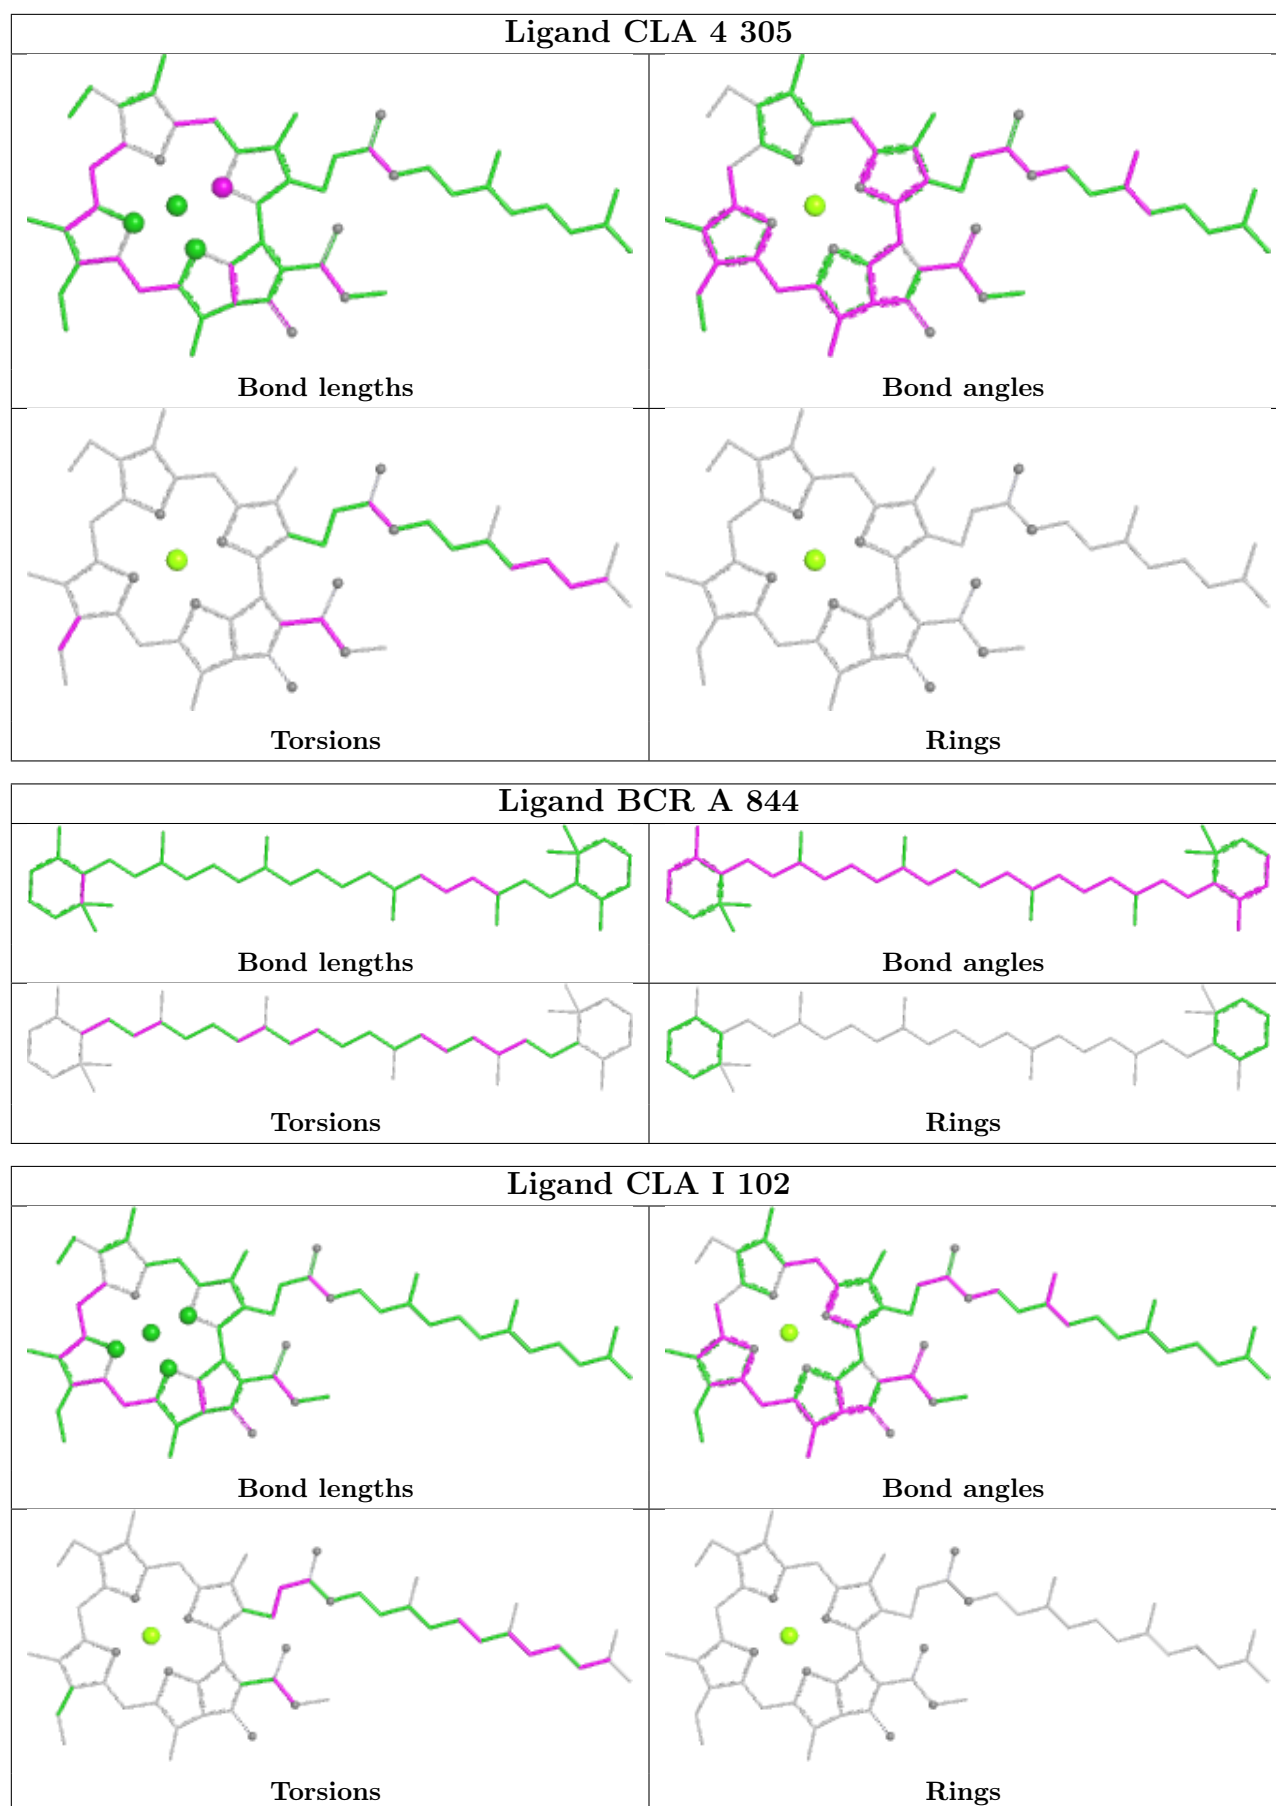 Ligand CLA 4 305
Bond lengths
Bond angles
Torsions
Rings
Ligand BCR A 844
Bond lengths
Bond angles
Torsions
Rings
Ligand CLA I 102
Bond lengths
Bond angles
Torsions
Rings